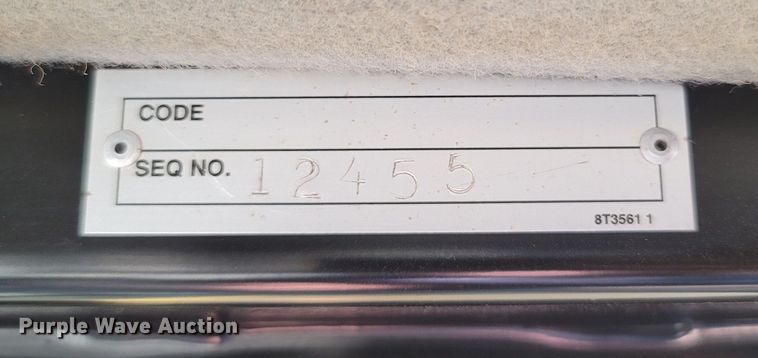 CODE
SEQ NO. 12455
8T3561 1
Purple Wave Auction